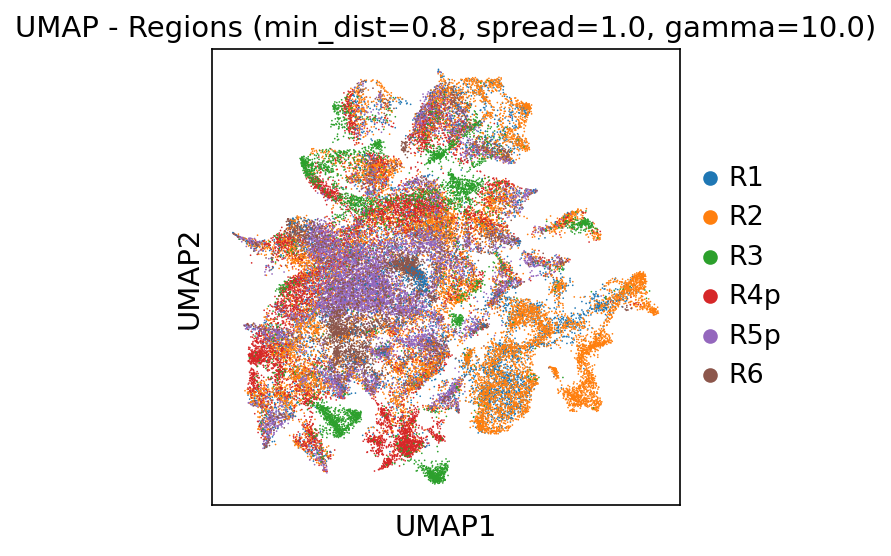 UMAP - Regions (min_dist=0.8, spread=1.0, gamma=10.0)
UMAP2
R1
R2
R3
R4p
R5p
R6
UMAP1